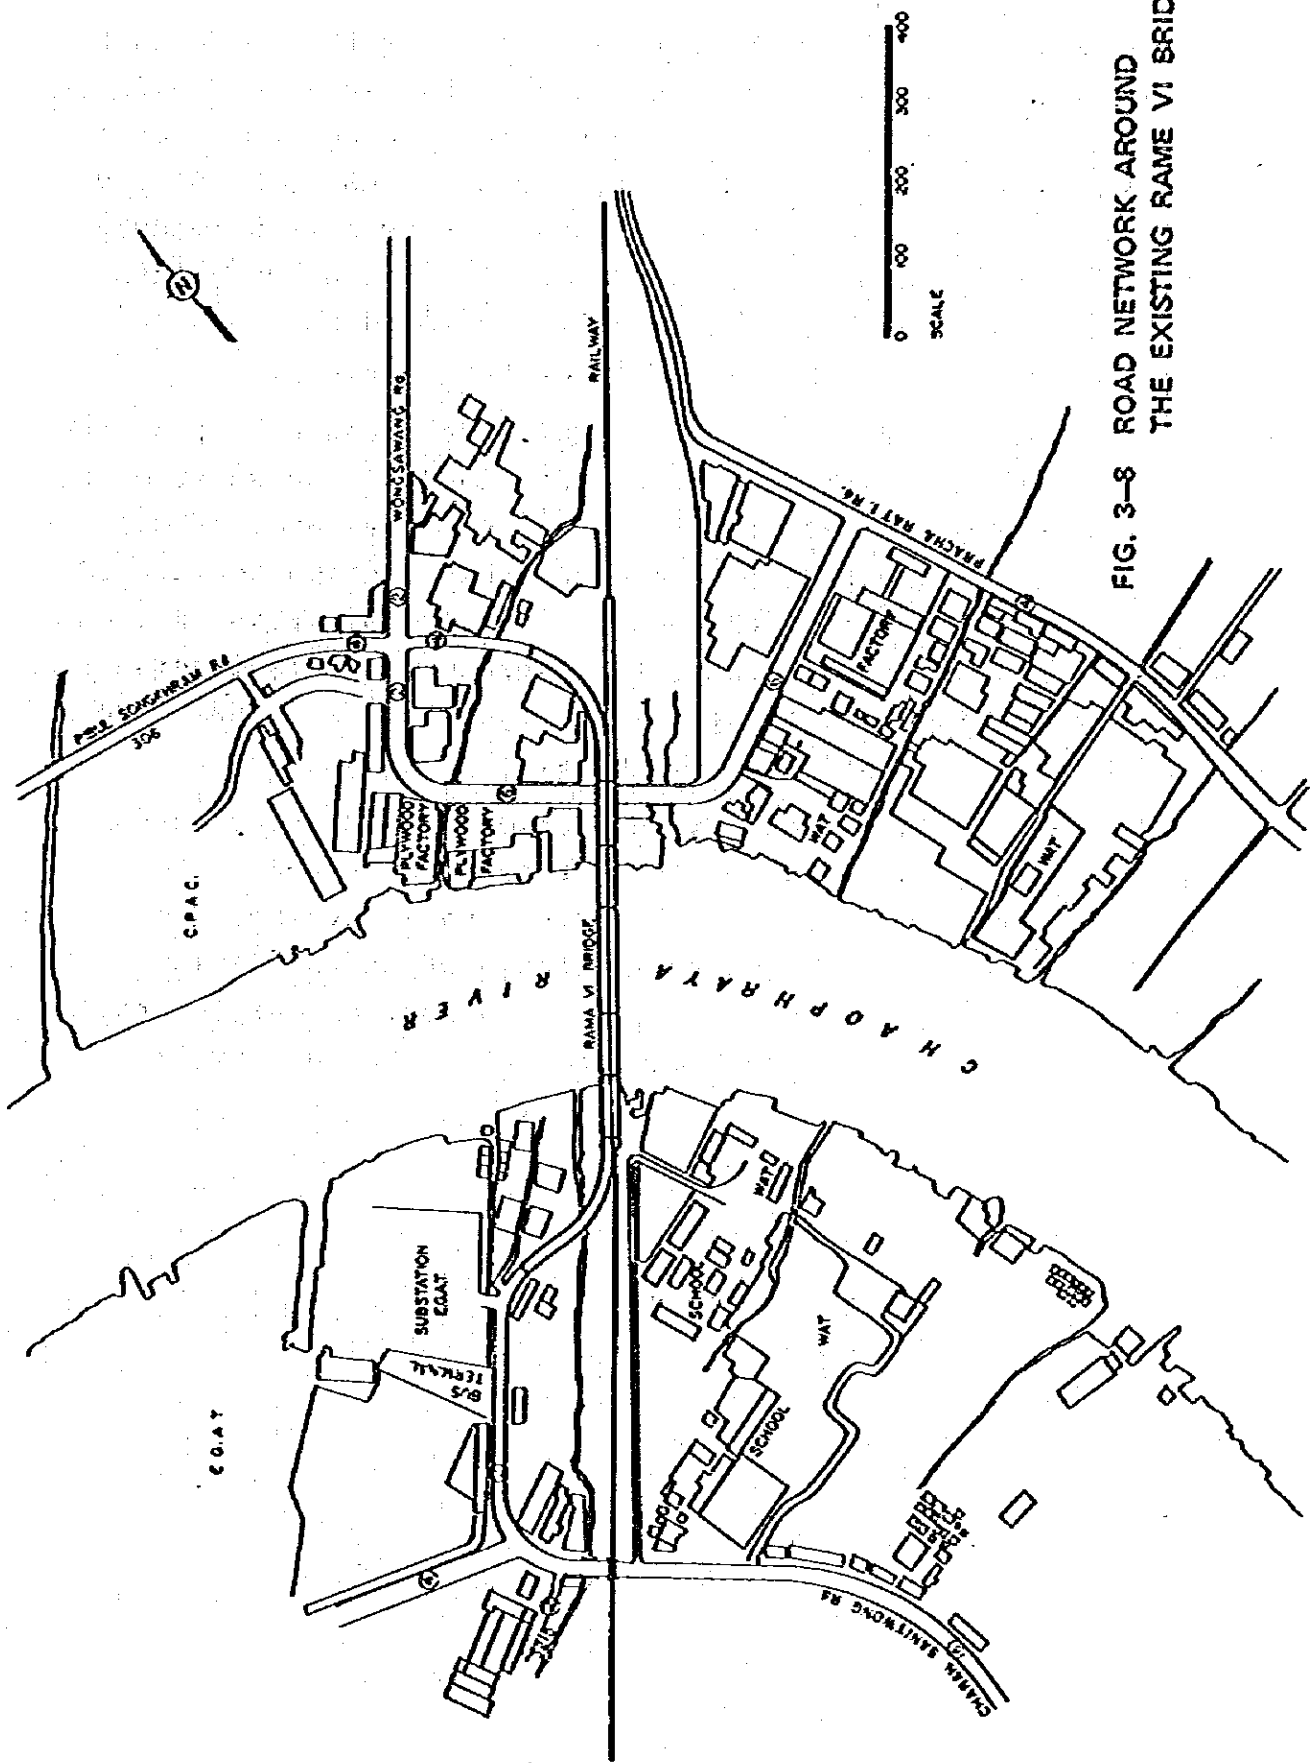 FIG. 3-8 ROAD NETWORK AROUND
THE EXISTING RAME VI BRID
0 100 200 300 400
SCALE
N
PIBUL SONGKHRAM Rd
306
WONGSAWANG Rd.
RAILWAY
PRACHA RAT 1 Rd.
FACTORY
C.P.A.C.
PLYWOOD
FACTORY
PLYWOOD
FACTORY
WAT
WAT
RAMA VI BRIDGE
CHAOPHRAYA RIVER
SUBSTATION
E.G.A.T.
BUS
TERMINAL
E.G.A.T
WAT
SCHOOL
WAT
SCHOOL
CHARAN SANITWONG Rd